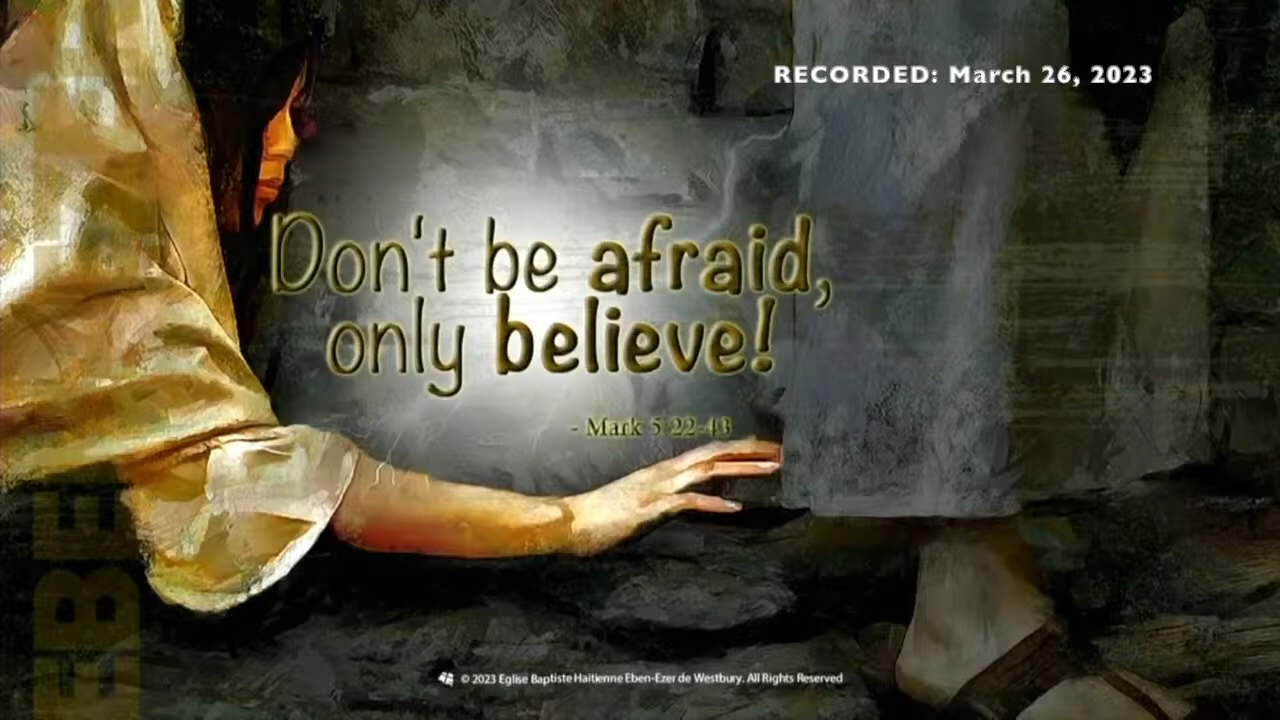 RECORDED: March 26, 2023
Don't be afraid,
only believe!
- Mark 5:22-43
© 2023 Eglise Baptiste Haitienne Eben-Ezer de Westbury. All Rights Reserved